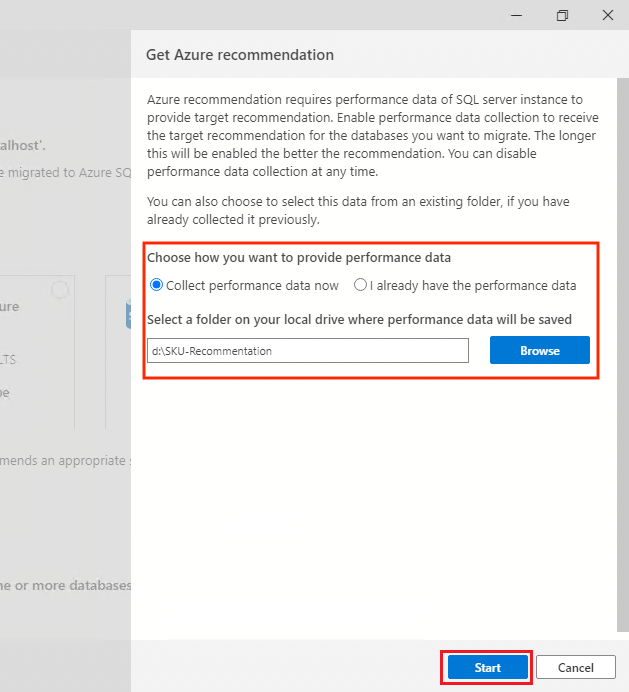 Get Azure recommendation
Azure recommendation requires performance data of SQL server instance to
provide target recommendation. Enable performance data collection to receive
the target recommendation for the databases you want to migrate. The longer
this will be enabled the better the recommendation. You can disable
performance data collection at any time.
You can also choose to select this data from an existing folder, if you have
already collected it previously.
Choose how you want to provide performance data
Collect performance data now I already have the performance data
Select a folder on your local drive where performance data will be saved
d:\SKU-Recommentation Browse
alhost'.
e migrated to Azure SQ
ure
LTS
pe
mends an appropriate s
ne or more databases
Start Cancel